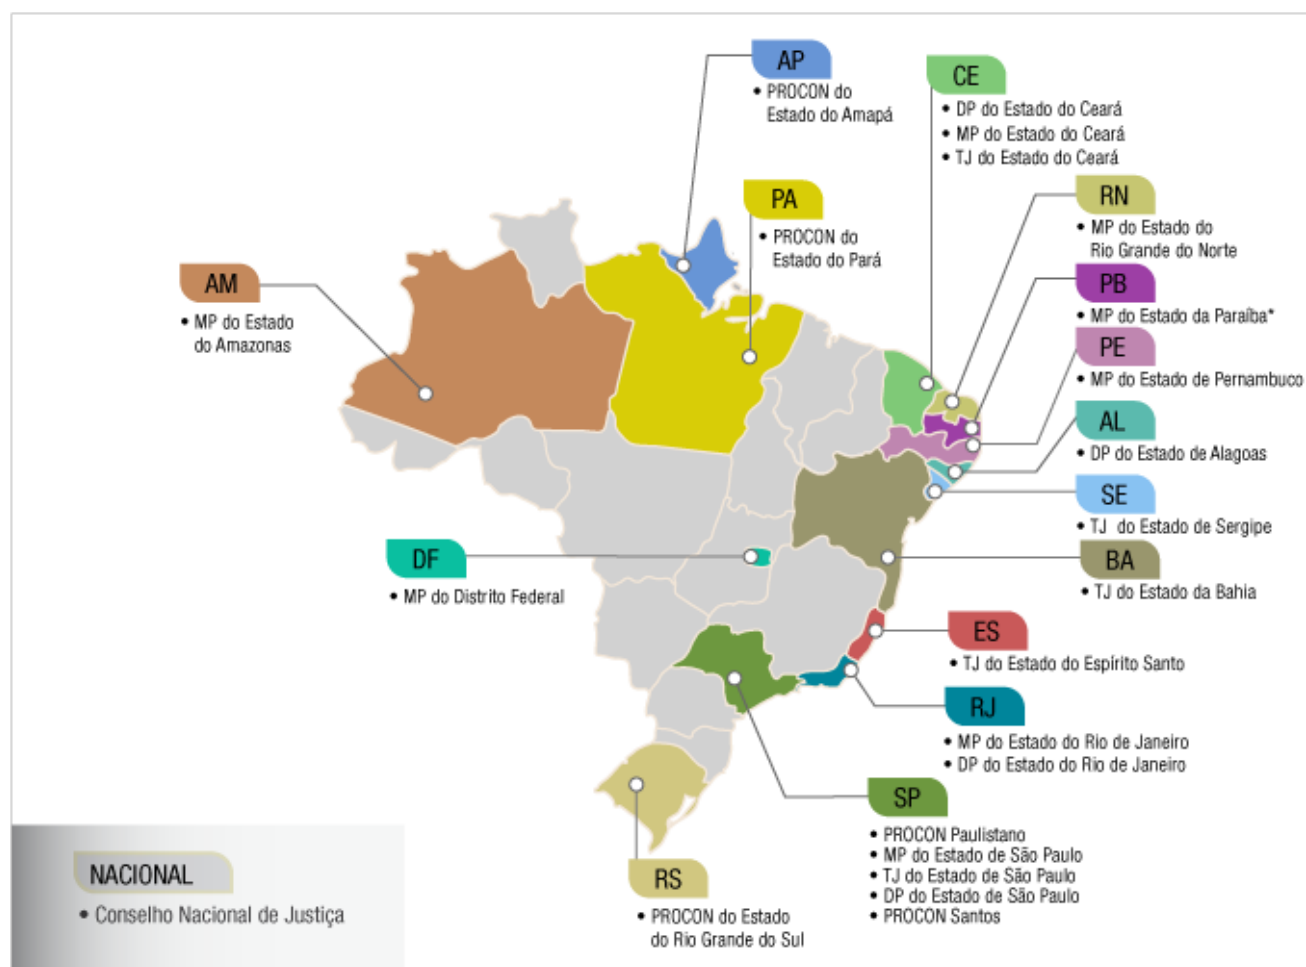 AP
• PROCON do
Estado do Amapá
CE
• DP do Estado do Ceará
• MP do Estado do Ceará
• TJ do Estado do Ceará
PA
• PROCON do
Estado do Pará
RN
• MP do Estado do
Rio Grande do Norte
AM
• MP do Estado
do Amazonas
PB
• MP do Estado da Paraíba*
PE
• MP do Estado de Pernambuco
AL
• DP do Estado de Alagoas
SE
• TJ do Estado de Sergipe
DF
• MP do Distrito Federal
BA
• TJ do Estado da Bahia
ES
• TJ do Estado do Espírito Santo
RJ
• MP do Estado do Rio de Janeiro
• DP do Estado do Rio de Janeiro
SP
• PROCON Paulistano
• MP do Estado de São Paulo
• TJ do Estado de São Paulo
• DP do Estado de São Paulo
• PROCON Santos
RS
• PROCON do Estado
do Rio Grande do Sul
NACIONAL
• Conselho Nacional de Justiça